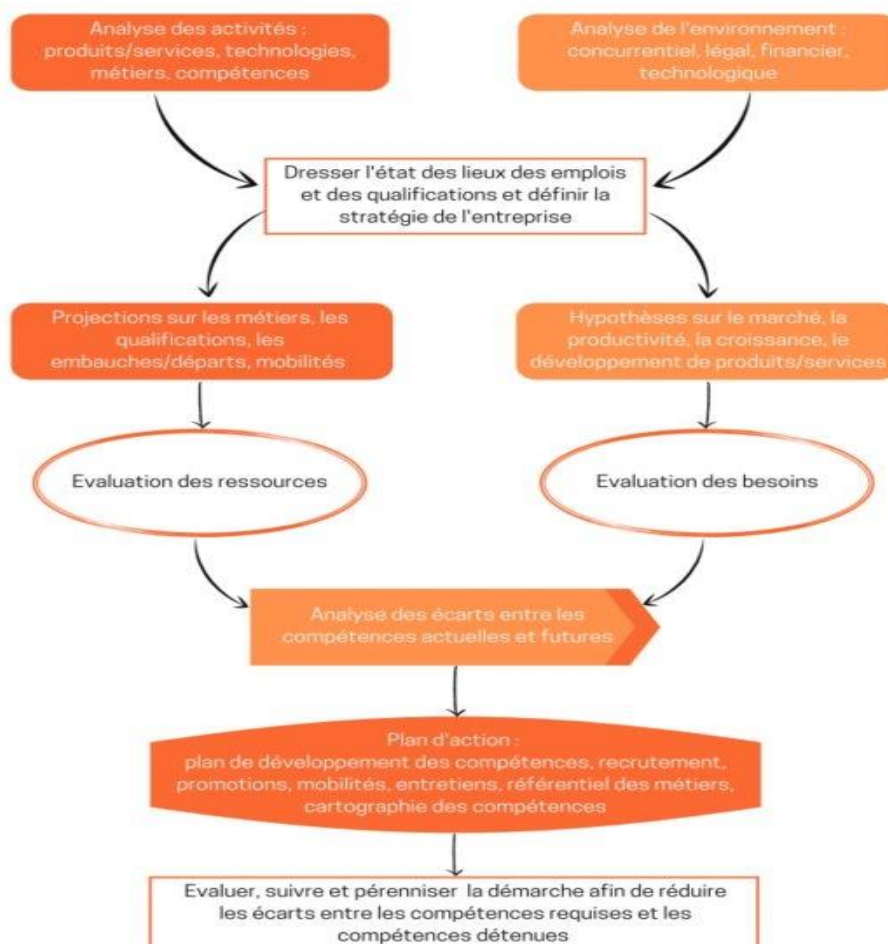 Analyse des activités :
produits/services, technologies,
métiers, compétences
Analyse de l'environnement :
concurrentiel, légal, financier,
technologique
Dresser l'état des lieux des emplois
et des qualifications et définir la
stratégie de l'entreprise
Projections sur les métiers, les
qualifications, les
embauches/départs, mobilités
Hypothèses sur le marché, la
productivité, la croissance, le
développement de produits/services
Evaluation des ressources
Evaluation des besoins
Analyse des écarts entre les
compétences actuelles et futures
Plan d'action :
plan de développement des compétences, recrutement,
promotions, mobilités, entretiens, référentiel des métiers,
cartographie des compétences
Evaluer, suivre et pérenniser la démarche afin de réduire
les écarts entre les compétences requises et les
compétences détenues